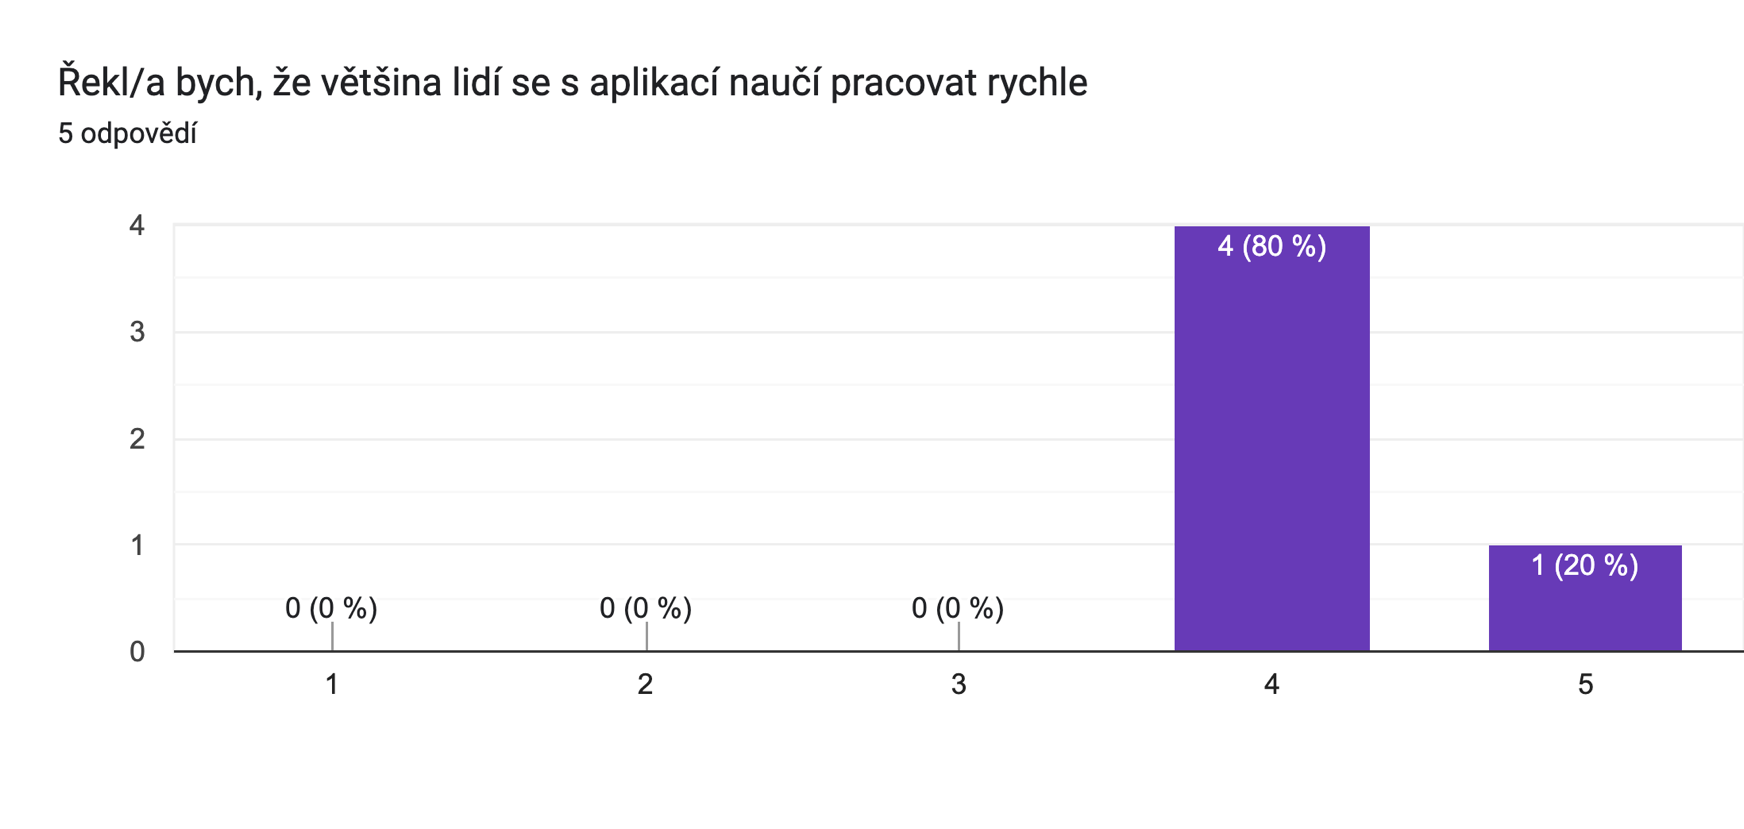 Řekl/a bych, že většina lidí se s aplikací naučí pracovat rychle
5 odpovědí
4
4 (80 %)
3
2
1
1 (20 %)
0 (0 %)
0 (0 %)
0 (0 %)
0
1
2
3
4
5